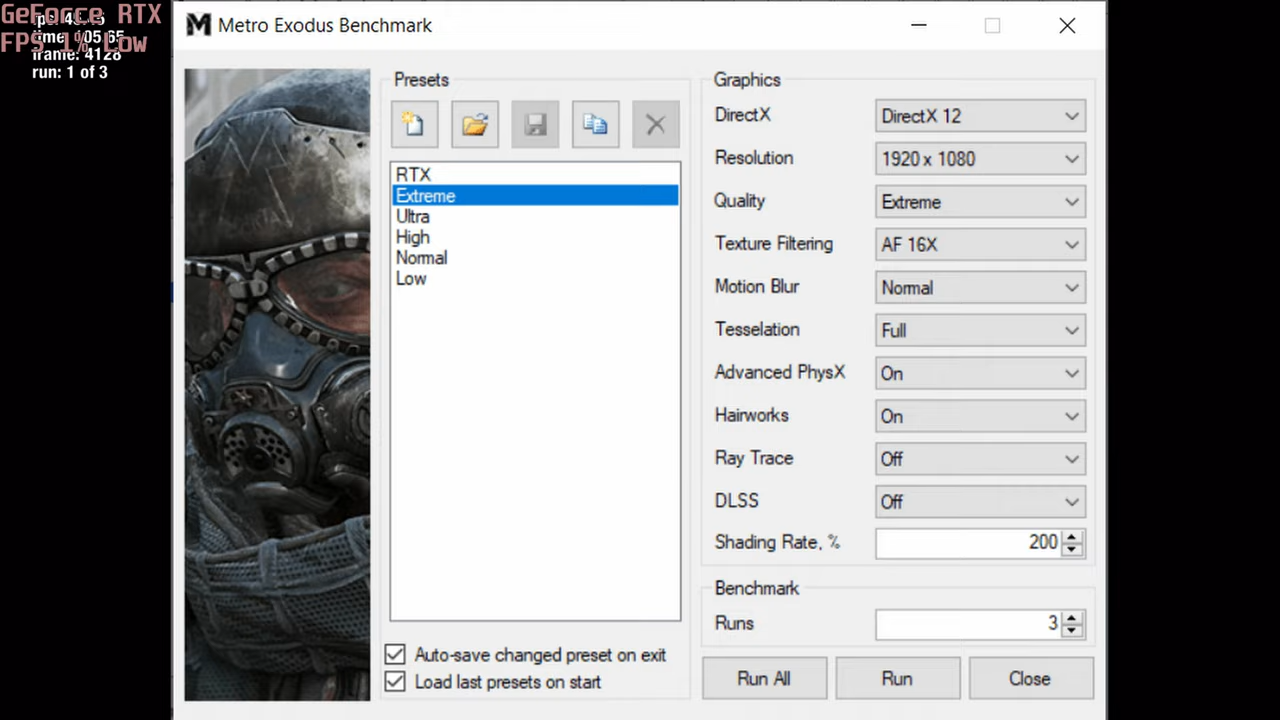 GeForce RTX
FPS 1% Low
frame: 4128
run: 1 of 3
Metro Exodus Benchmark
Presets
RTX
Extreme
Ultra
High
Normal
Low
Auto-save changed preset on exit
Load last presets on start
Graphics
DirectX DirectX 12
Resolution 1920 x 1080
Quality Extreme
Texture Filtering AF 16X
Motion Blur Normal
Tesselation Full
Advanced PhysX On
Hairworks On
Ray Trace Off
DLSS Off
Shading Rate, % 200
Benchmark
Runs 3
Run All Run Close